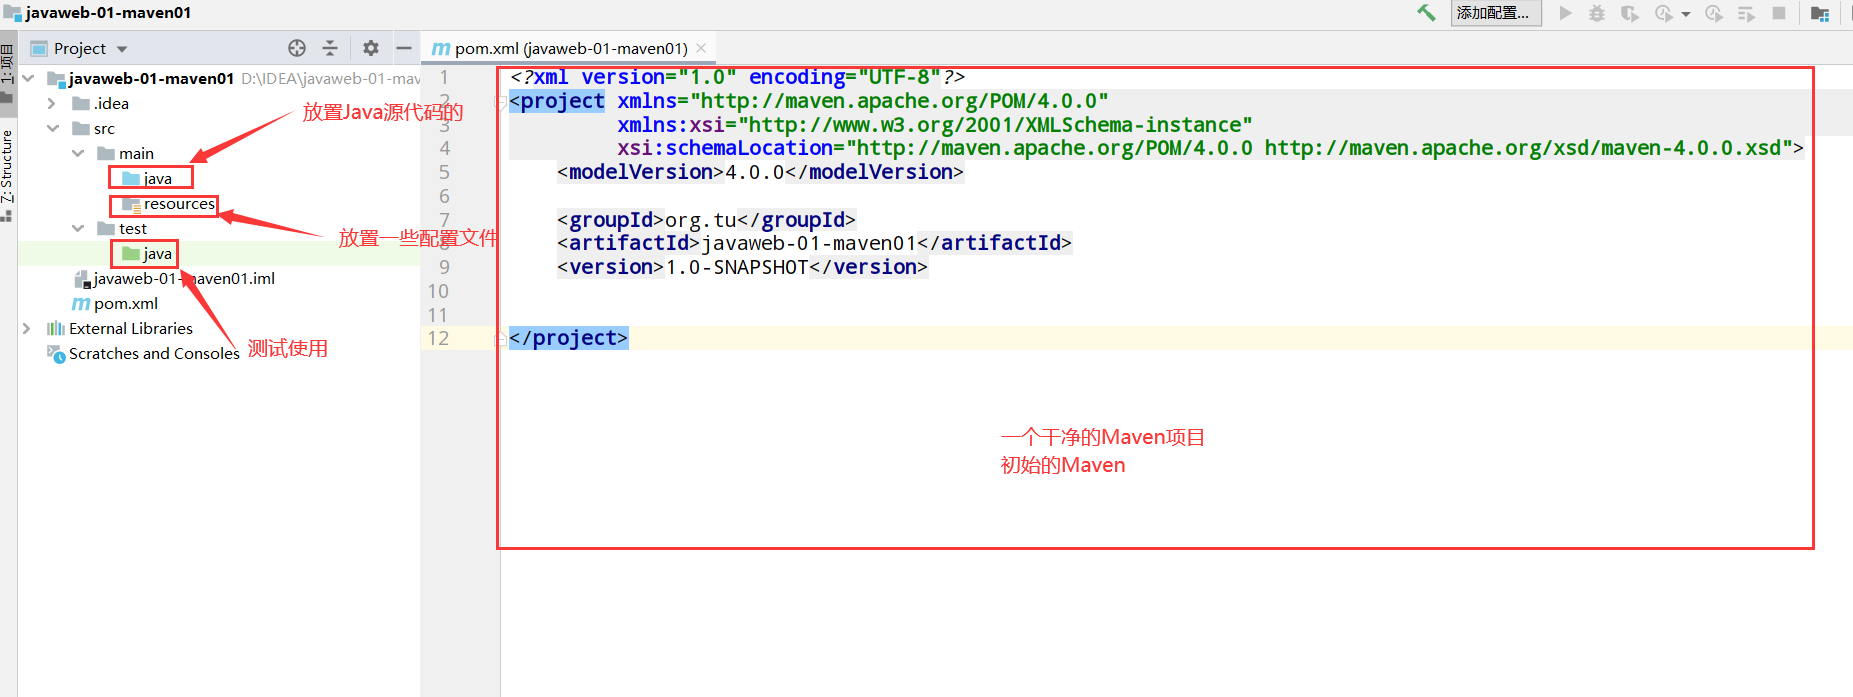 javaweb-01-maven01
添加配置...
1: 项目
Z: Structure
Project
pom.xml (javaweb-01-maven01)
javaweb-01-maven01 D:\IDEA\javaweb-01-mav
.idea
src
main
java
resources
test
java
javaweb-01-maven01.iml
pom.xml
External Libraries
Scratches and Consoles
放置Java源代码的
放置一些配置文件
测试使用
1 <?xml version="1.0" encoding="UTF-8"?>
2 <project xmlns="http://maven.apache.org/POM/4.0.0"
3 xmlns:xsi="http://www.w3.org/2001/XMLSchema-instance"
4 xsi:schemaLocation="http://maven.apache.org/POM/4.0.0 http://maven.apache.org/xsd/maven-4.0.0.xsd">
5 <modelVersion>4.0.0</modelVersion>
6
7 <groupId>org.tu</groupId>
8 <artifactId>javaweb-01-maven01</artifactId>
9 <version>1.0-SNAPSHOT</version>
10
11
12 </project>
一个干净的Maven项目
初始的Maven